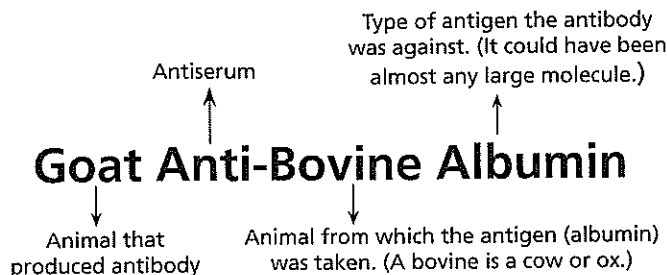 Type of antigen the antibody
was against. (It could have been
almost any large molecule.)
Antiserum
Goat Anti-Bovine Albumin
Animal that
produced antibody
Animal from which the antigen (albumin)
was taken. (A bovine is a cow or ox.)